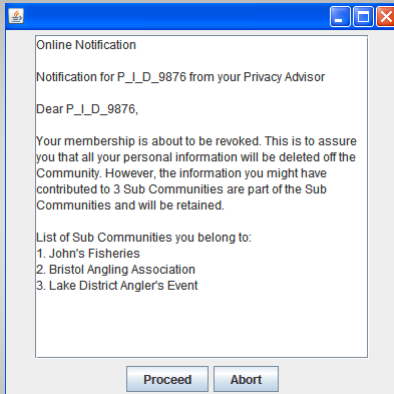 Online Notification
Notification for P_I_D_9876 from your Privacy Advisor
Dear P_I_D_9876,
Your membership is about to be revoked. This is to assure
you that all your personal information will be deleted off the
Community. However, the information you might have
contributed to 3 Sub Communities are part of the Sub
Communities and will be retained.
List of Sub Communities you belong to:
1. John's Fisheries
2. Bristol Angling Association
3. Lake District Angler's Event
Proceed Abort